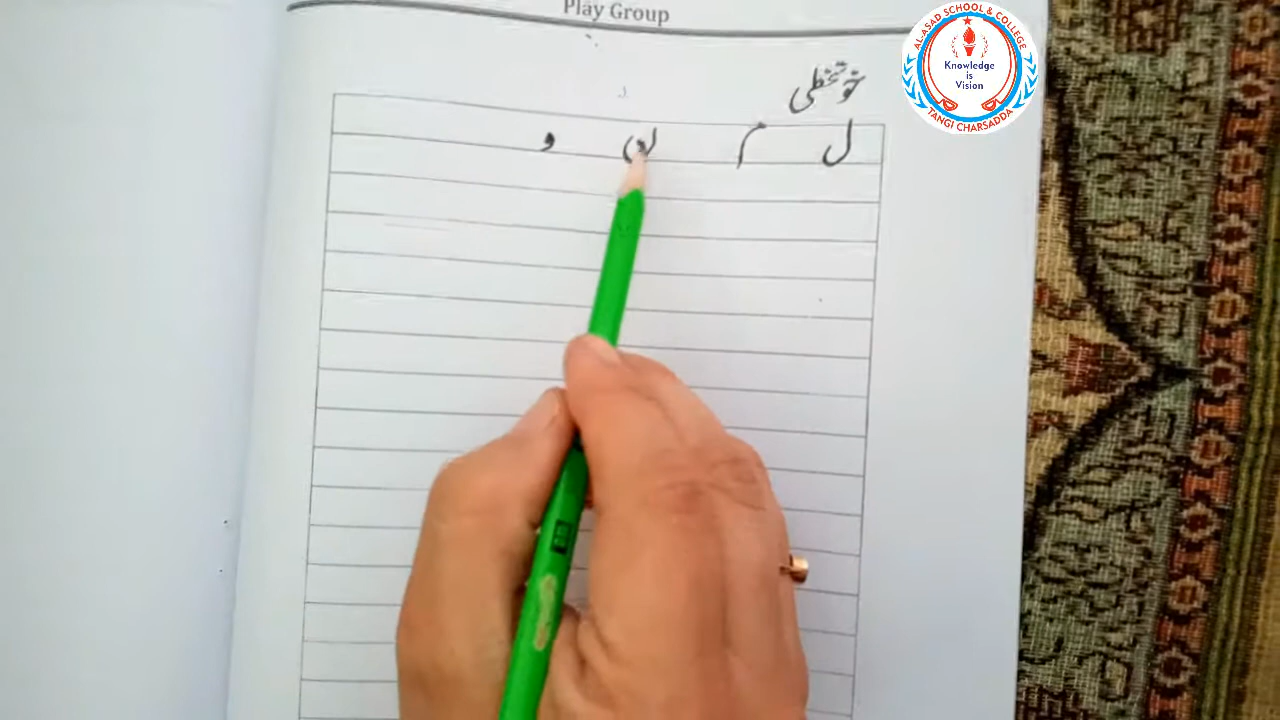 Play Group
AL-ASAD SCHOOL & COLLEGE
Knowledge
is
Vision
TANGI CHARSADDA
خوشخطی
ل م ن و